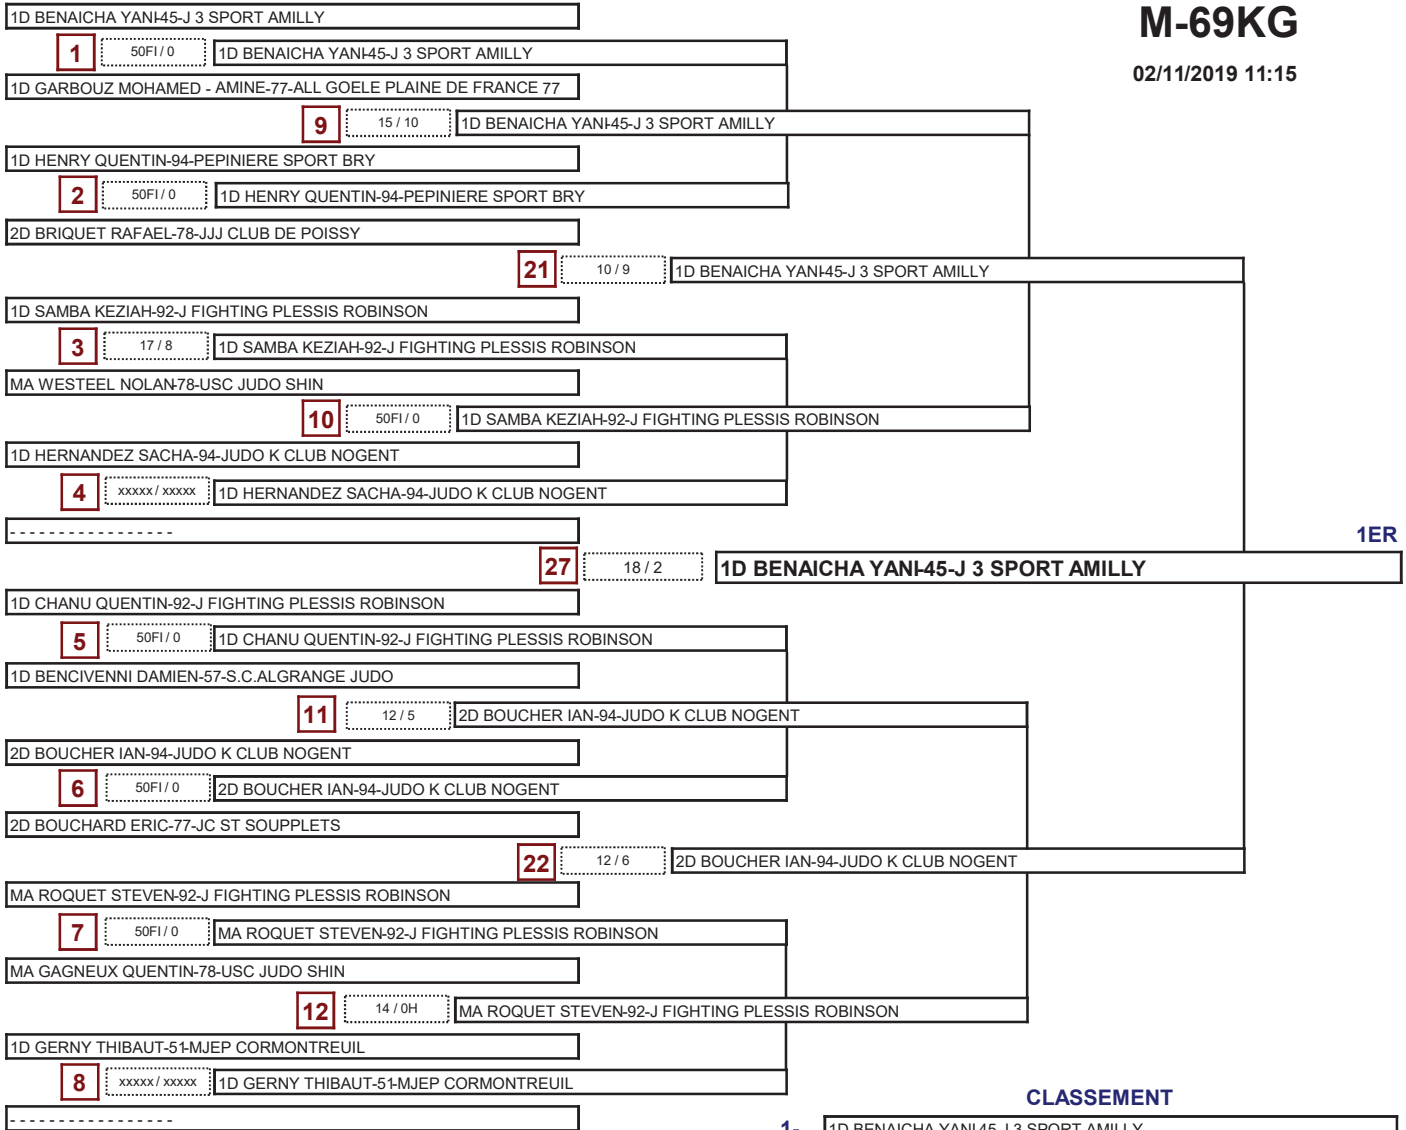 M-69KG
02/11/2019 11:15
1D BENAICHA YANI-45-J 3 SPORT AMILLY
1 50FI / 0 1D BENAICHA YANI-45-J 3 SPORT AMILLY
1D GARBOUZ MOHAMED - AMINE-77-ALL GOELE PLAINE DE FRANCE 77
9 15 / 10 1D BENAICHA YANI-45-J 3 SPORT AMILLY
1D HENRY QUENTIN-94-PEPINIERE SPORT BRY
2 50FI / 0 1D HENRY QUENTIN-94-PEPINIERE SPORT BRY
2D BRIQUET RAFAEL-78-JJJ CLUB DE POISSY
21 10 / 9 1D BENAICHA YANI-45-J 3 SPORT AMILLY
1D SAMBA KEZIAH-92-J FIGHTING PLESSIS ROBINSON
3 17 / 8 1D SAMBA KEZIAH-92-J FIGHTING PLESSIS ROBINSON
MA WESTEEL NOLAN-78-USC JUDO SHIN
10 50FI / 0 1D SAMBA KEZIAH-92-J FIGHTING PLESSIS ROBINSON
1D HERNANDEZ SACHA-94-JUDO K CLUB NOGENT
4 xxxxx / xxxxx 1D HERNANDEZ SACHA-94-JUDO K CLUB NOGENT
- - - - - - - - - - - - - - - - -
1ER
27 18 / 2 1D BENAICHA YANI-45-J 3 SPORT AMILLY
1D CHANU QUENTIN-92-J FIGHTING PLESSIS ROBINSON
5 50FI / 0 1D CHANU QUENTIN-92-J FIGHTING PLESSIS ROBINSON
1D BENCIVENNI DAMIEN-57-S.C.ALGRANGE JUDO
11 12 / 5 2D BOUCHER IAN-94-JUDO K CLUB NOGENT
2D BOUCHER IAN-94-JUDO K CLUB NOGENT
6 50FI / 0 2D BOUCHER IAN-94-JUDO K CLUB NOGENT
2D BOUCHARD ERIC-77-JC ST SOUPPLETS
22 12 / 6 2D BOUCHER IAN-94-JUDO K CLUB NOGENT
MA ROQUET STEVEN-92-J FIGHTING PLESSIS ROBINSON
7 50FI / 0 MA ROQUET STEVEN-92-J FIGHTING PLESSIS ROBINSON
MA GAGNEUX QUENTIN-78-USC JUDO SHIN
12 14 / 0H MA ROQUET STEVEN-92-J FIGHTING PLESSIS ROBINSON
1D GERNY THIBAUT-51-MJEP CORMONTREUIL
8 xxxxx / xxxxx 1D GERNY THIBAUT-51-MJEP CORMONTREUIL
- - - - - - - - - - - - - - - - -
CLASSEMENT
1- 1D BENAICHA YANI-45-J 3 SPORT AMILLY